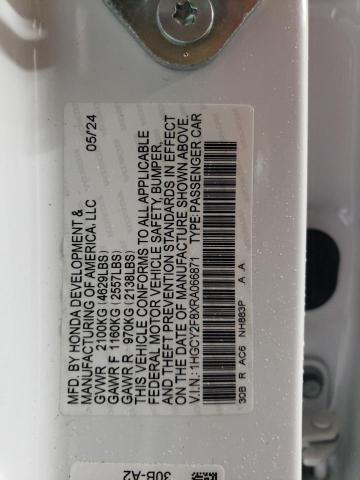 MFD. BY HONDA DEVELOPMENT &
MANUFACTURING OF AMERICA, LLC 05/24
GVWR 2100KG (4629LBS)
GAWR F 1160KG (2557LBS)
GAWR R 970KG (2138LBS)
THIS VEHICLE CONFORMS TO ALL APPLICABLE
FEDERAL MOTOR VEHICLE SAFETY, BUMPER,
AND THEFT PREVENTION STANDARDS IN EFFECT
ON THE DATE OF MANUFACTURE SHOWN ABOVE.
V.I.N.: 1HGCY2F8XRA066871 TYPE: PASSENGER CAR
30B R AC6 NH883P A A
30B-A2